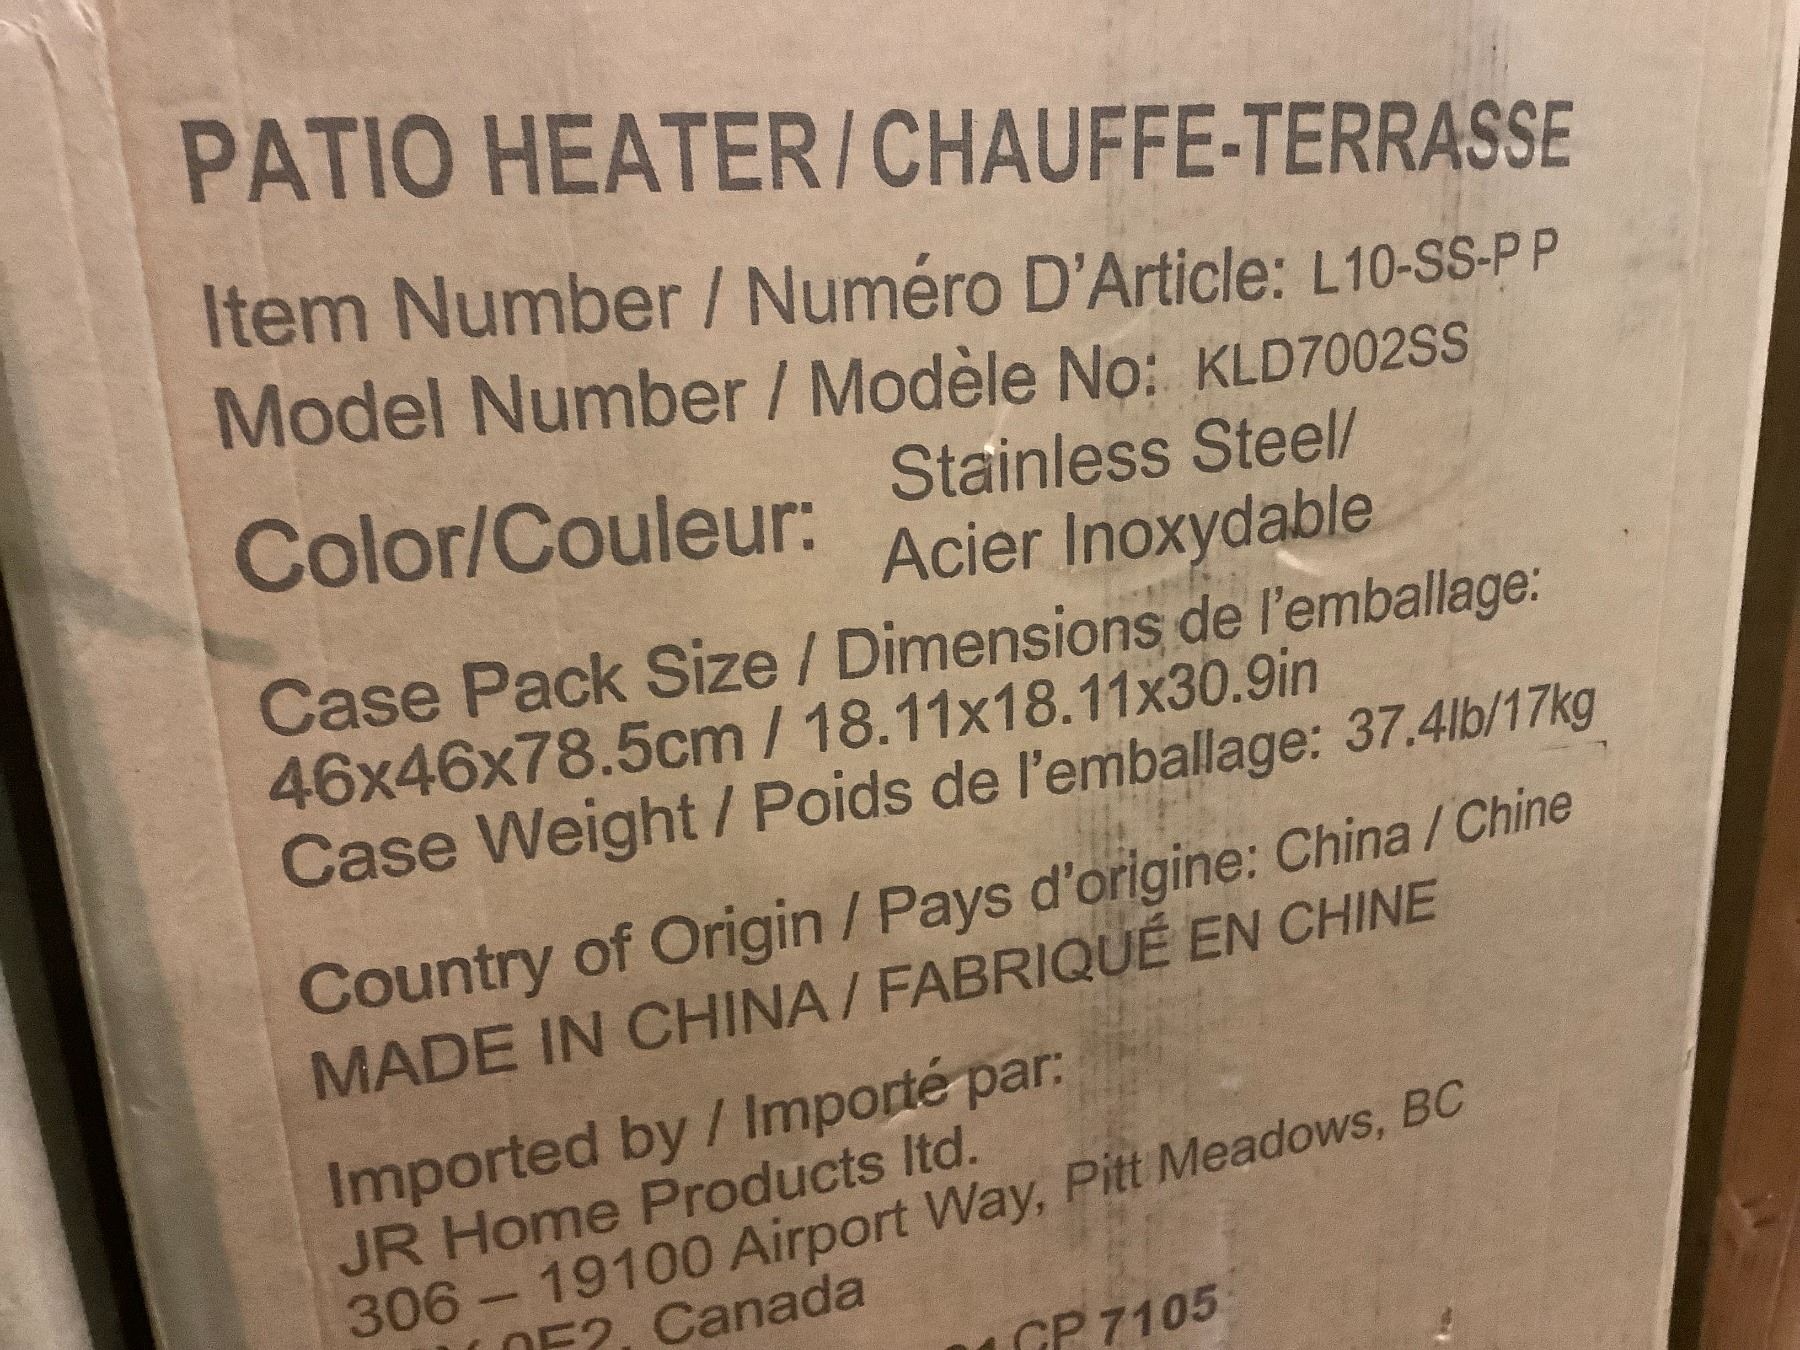 PATIO HEATER / CHAUFFE-TERRASSE
Item Number / Numéro D'Article: L10-SS-PP
Model Number / Modèle No: KLD7002SS
Color/Couleur: Stainless Steel/
Acier Inoxydable
Case Pack Size / Dimensions de l'emballage:
46x46x78.5cm / 18.11x18.11x30.9in
Case Weight / Poids de l'emballage: 37.4lb/17kg
Country of Origin / Pays d'origine: China / Chine
MADE IN CHINA / FABRIQUÉ EN CHINE
Imported by / Importé par:
JR Home Products ltd.
306 – 19100 Airport Way, Pitt Meadows, BC
0E2, Canada
CP 7105